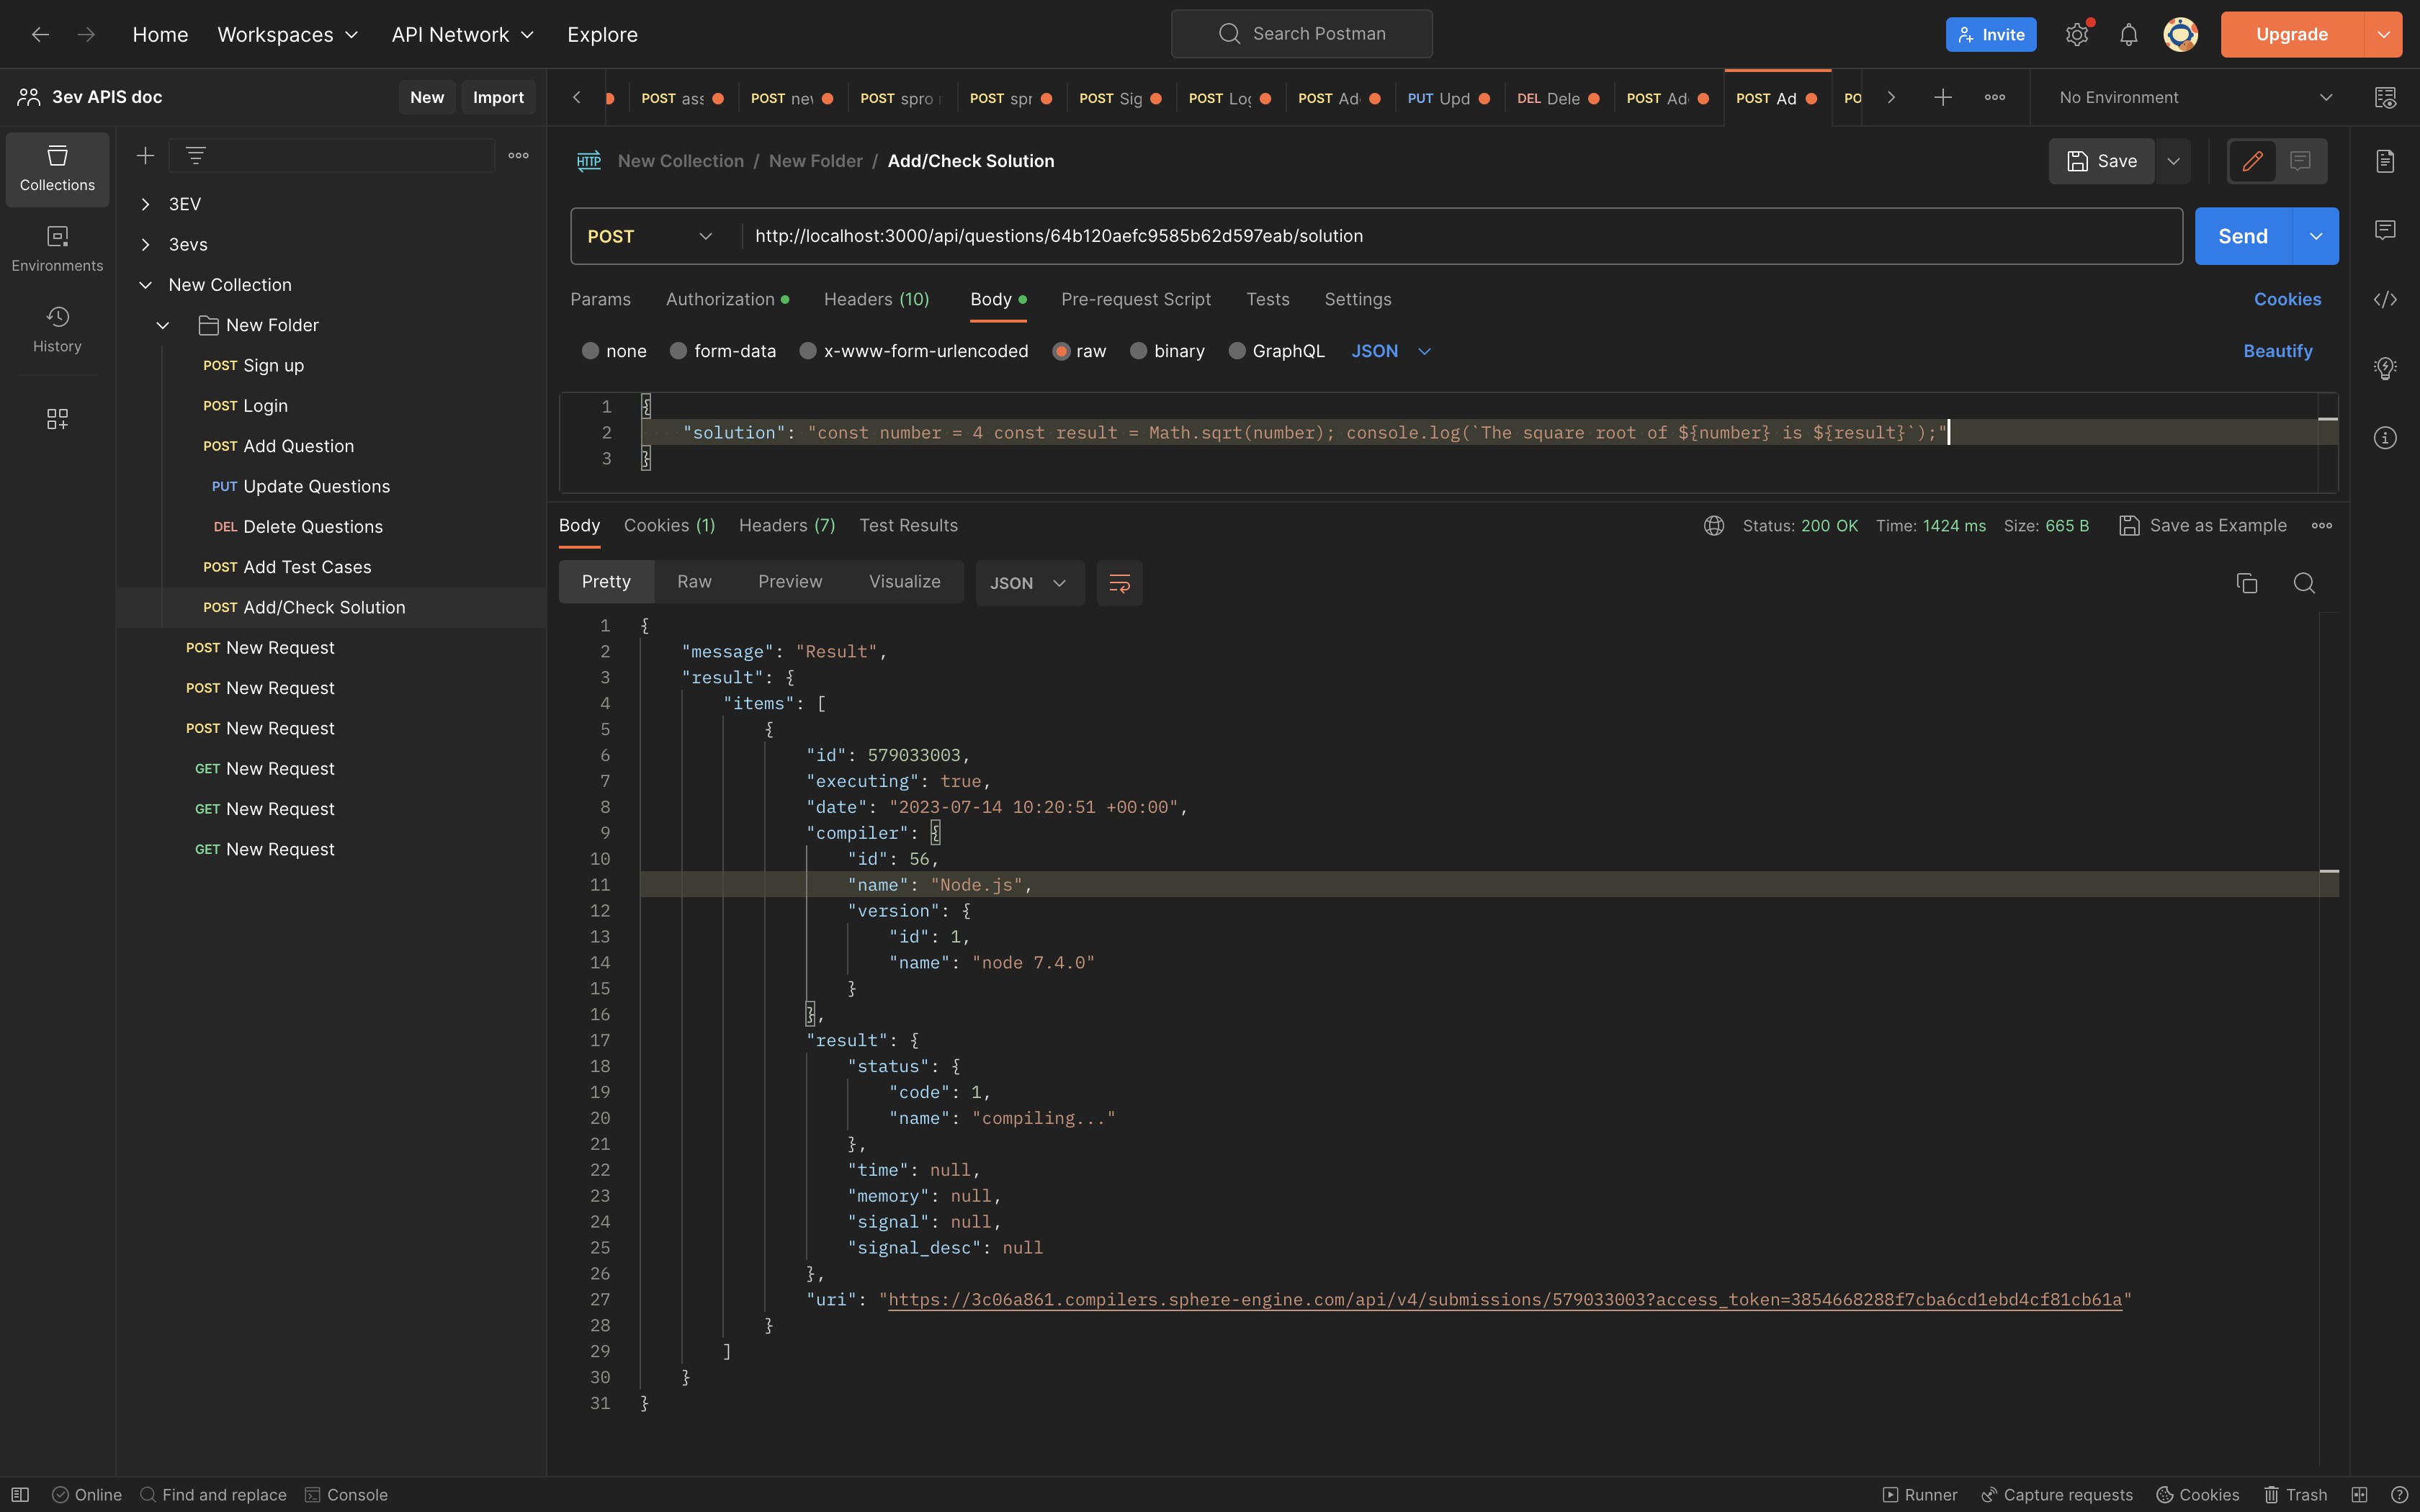 Home Workspaces API Network Explore Search Postman Invite Upgrade
3ev APIS doc New Import POST ass POST nev POST spro POST spr POST Sig POST Log POST Ad PUT Upd DEL Dele POST Ad POST Ad PO No Environment
Collections
Environments
History
3EV
3evs
New Collection
New Folder
POST Sign up
POST Login
POST Add Question
PUT Update Questions
DEL Delete Questions
POST Add Test Cases
POST Add/Check Solution
POST New Request
POST New Request
POST New Request
GET New Request
GET New Request
GET New Request
HTTP New Collection / New Folder / Add/Check Solution Save
POST http://localhost:3000/api/questions/64b120aefc9585b62d597eab/solution Send
Params Authorization Headers (10) Body Pre-request Script Tests Settings Cookies
none form-data x-www-form-urlencoded raw binary GraphQL JSON Beautify
1 {
2 "solution": "const number = 4 const result = Math.sqrt(number); console.log(`The square root of ${number} is ${result}`);"
3 }
Body Cookies (1) Headers (7) Test Results Status: 200 OK Time: 1424 ms Size: 665 B Save as Example
Pretty Raw Preview Visualize JSON
1 {
2 "message": "Result",
3 "result": {
4 "items": [
5 {
6 "id": 579033003,
7 "executing": true,
8 "date": "2023-07-14 10:20:51 +00:00",
9 "compiler": {
10 "id": 56,
11 "name": "Node.js",
12 "version": {
13 "id": 1,
14 "name": "node 7.4.0"
15 }
16 },
17 "result": {
18 "status": {
19 "code": 1,
20 "name": "compiling..."
21 },
22 "time": null,
23 "memory": null,
24 "signal": null,
25 "signal_desc": null
26 },
27 "uri": "https://3c06a861.compilers.sphere-engine.com/api/v4/submissions/579033003?access_token=3854668288f7cba6cd1ebd4cf81cb61a"
28 }
29 ]
30 }
31 }
Online Find and replace Console Runner Capture requests Cookies Trash